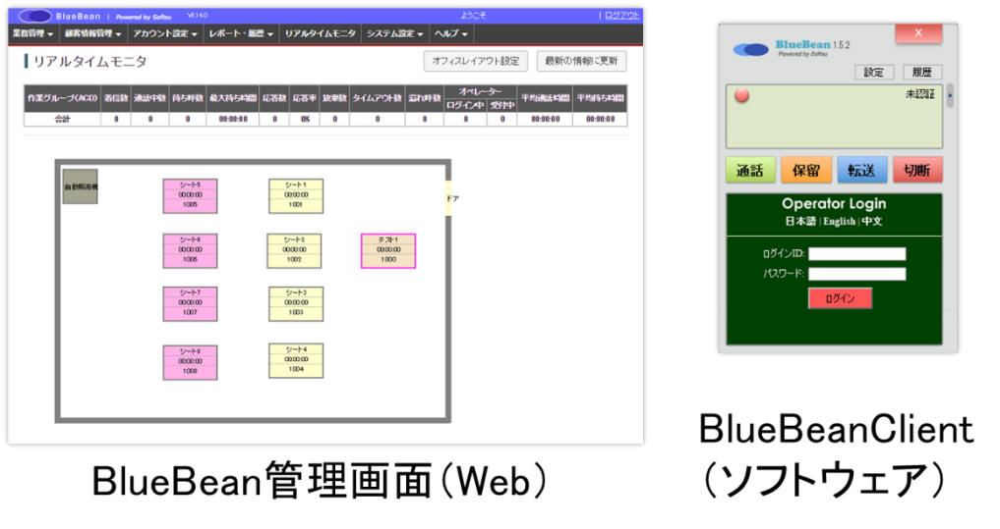 BlueBean | Powered by Softsu V8.1.4.0 ようこそ | ログアウト
業務管理 顧客情報管理 アカウント設定 レポート・履歴 リアルタイムモニタ システム設定 ヘルプ
リアルタイムモニタ
オフィスレイアウト設定 最新の情報に更新
作業グループ(ACD) 着信数 通話中数 待ち呼数 最大待ち時間 応答数 応答率 放棄数 タイムアウト数 溢れ呼数 オペレーター 平均通話時間 平均待ち時間
ログイン中 受付中
合計 0 0 0 00:00:00 0 0% 0 0 0 0 0 00:00:00 00:00:00
自動販売機
シート5
00:00:00
1005
シート1
00:00:00
1001
ドア
シート6
00:00:00
1006
シート2
00:00:00
1002
テスト1
00:00:00
1000
シート7
00:00:00
1007
シート3
00:00:00
1003
シート8
00:00:00
1008
シート4
00:00:00
1004
BlueBean管理画面（Web）
X
BlueBean 1.5.2
Powered by Softsu
設定 履歴
未認証
通話 保留 転送 切断
Operator Login
日本語 | English | 中文
ログインID:
パスワード:
ログイン
BlueBeanClient
（ソフトウェア）